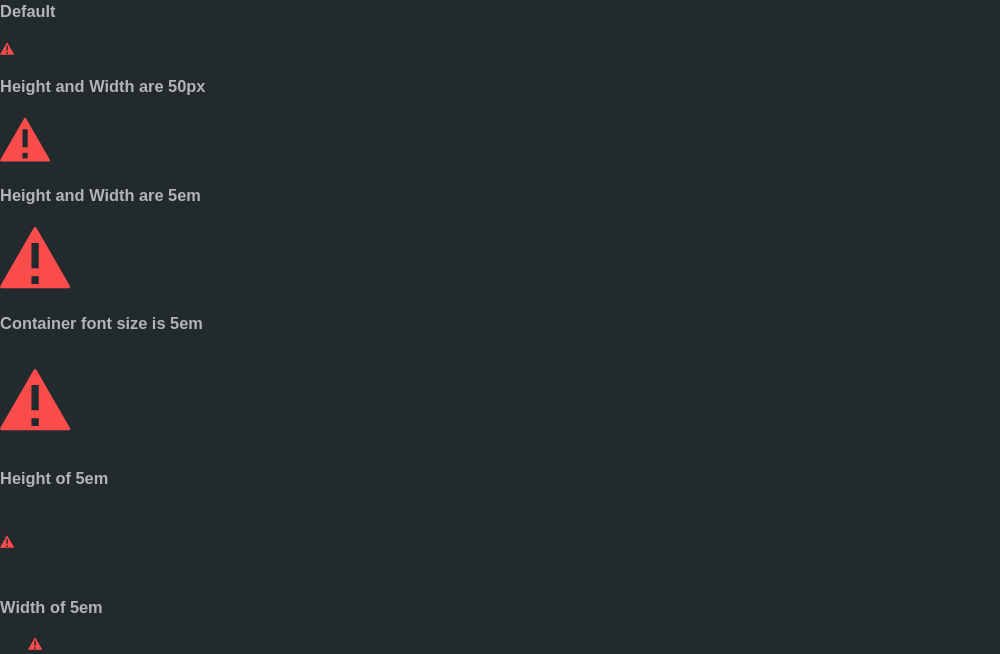 Default
Height and Width are 50px
Height and Width are 5em
Container font size is 5em
Height of 5em
Width of 5em